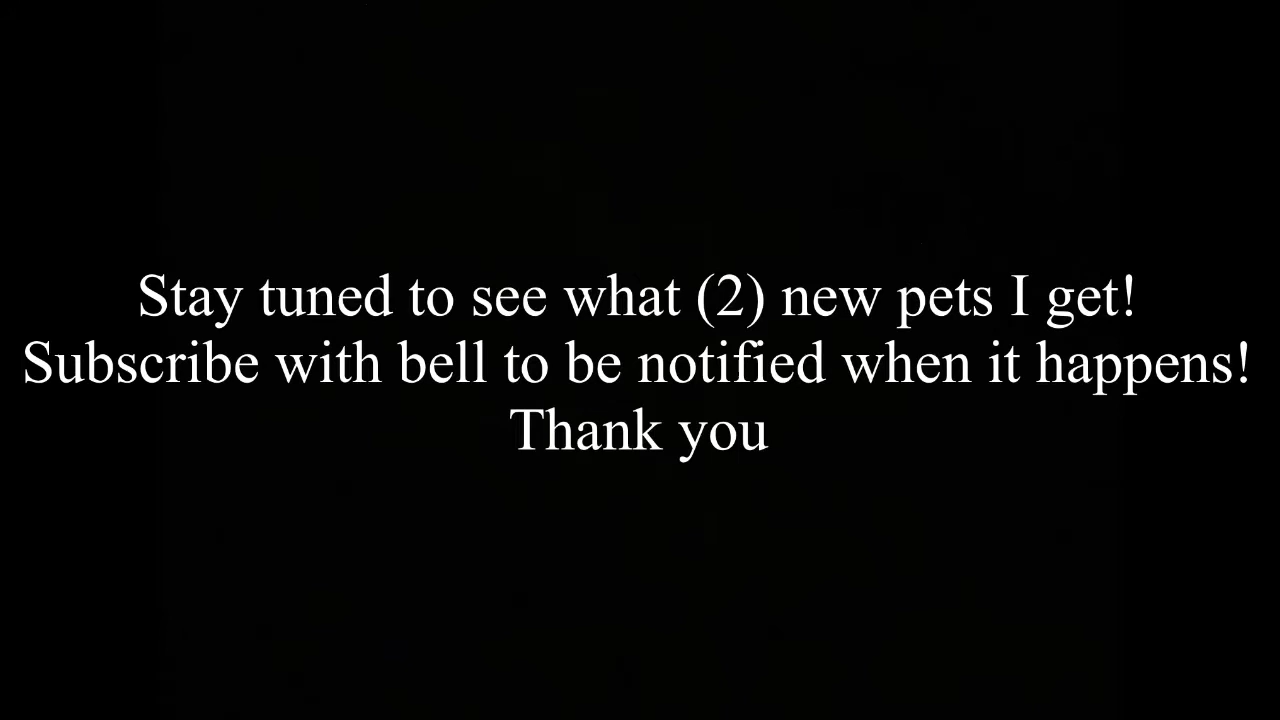 Stay tuned to see what (2) new pets I get!
Subscribe with bell to be notified when it happens!
Thank you